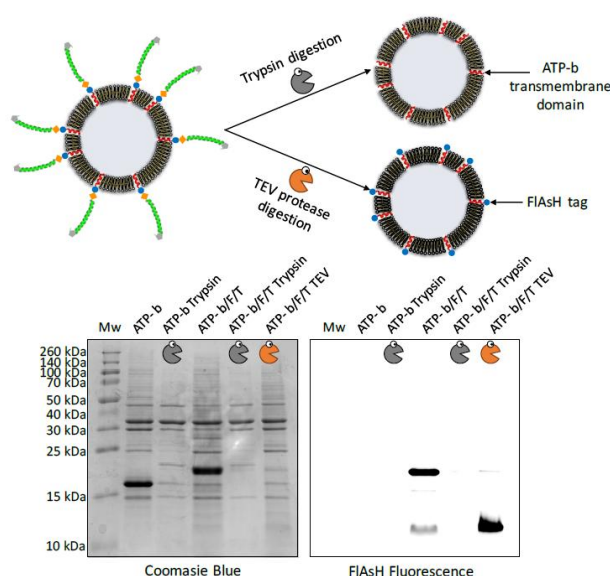 Trypsin digestion
ATP-b
transmembrane
domain
TEV protease
digestion
FlAsH tag
Mw
ATP- b
ATP-b Trypsin
ATP- b/F/T
ATP- b/F/T Trypsin
ATP- b/F/T TEV
Mw
ATP- b
ATP-b Trypsin
ATP- b/F/T
ATP- b/F/T Trypsin
ATP- b/F/T TEV
260 kDa
140 kDa
100 kDa
70 kDa
50 kDa
40 kDa
30 kDa
25 kDa
15 kDa
10 kDa
Coomasie Blue
FlAsH Fluorescence